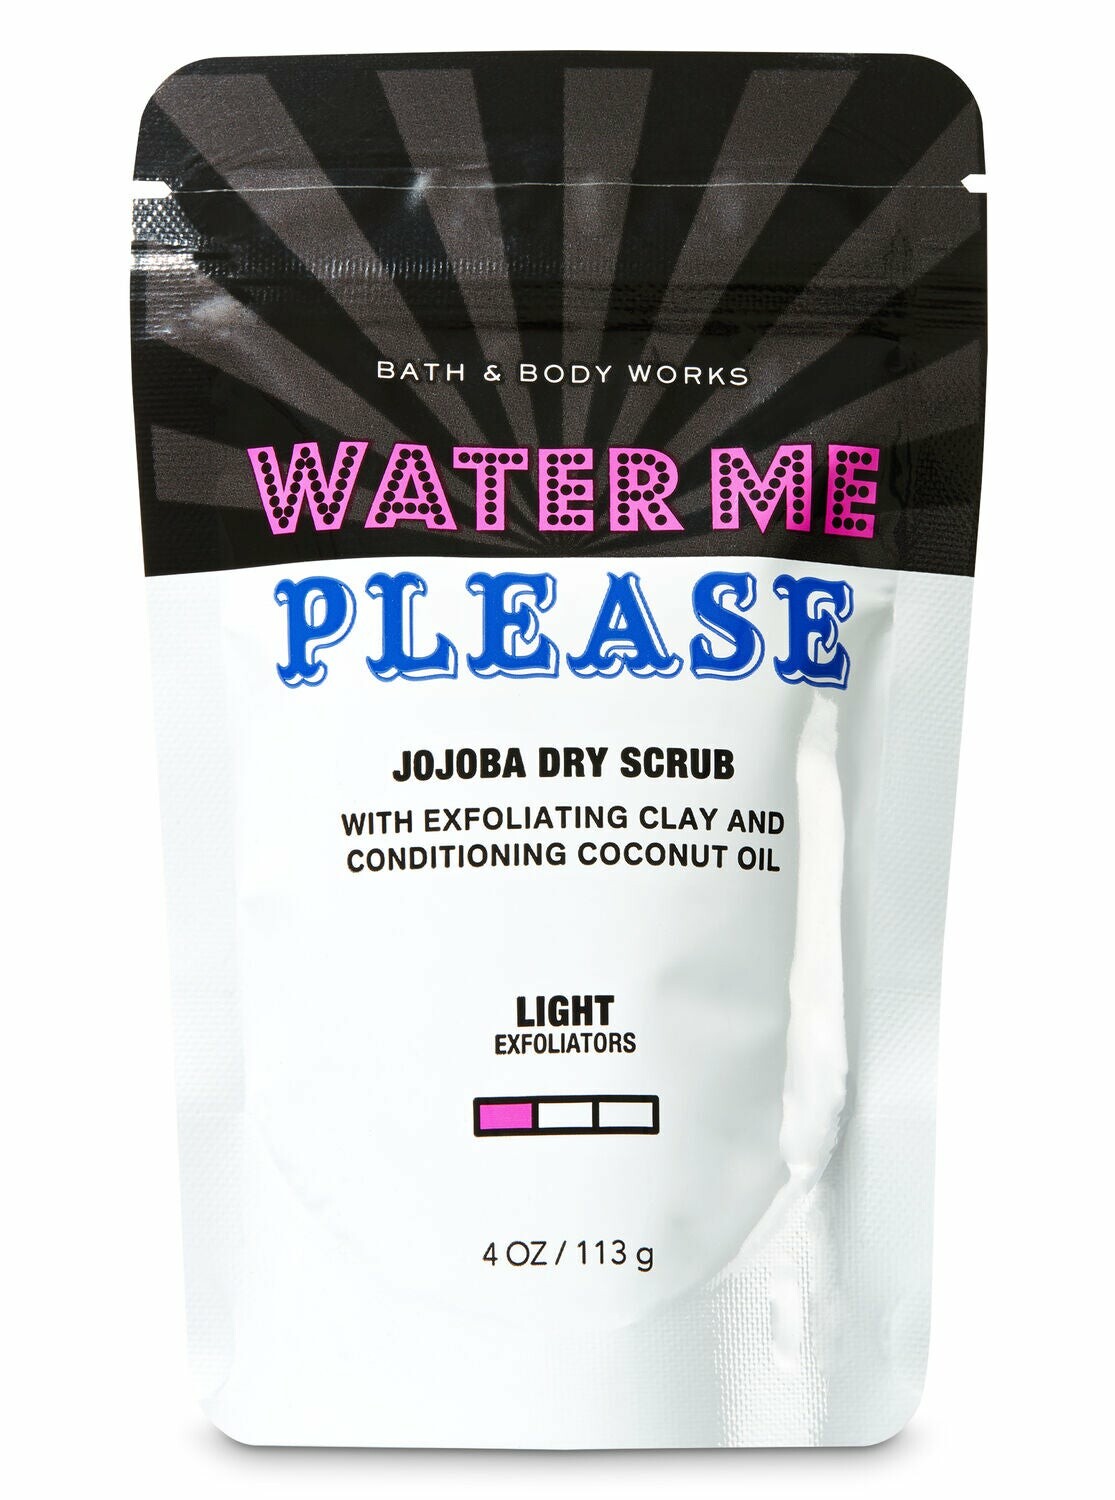 BATH & BODY WORKS
WATER ME
PLEASE
JOJOBA DRY SCRUB
WITH EXFOLIATING CLAY AND
CONDITIONING COCONUT OIL
LIGHT
EXFOLIATORS
4 OZ / 113 g